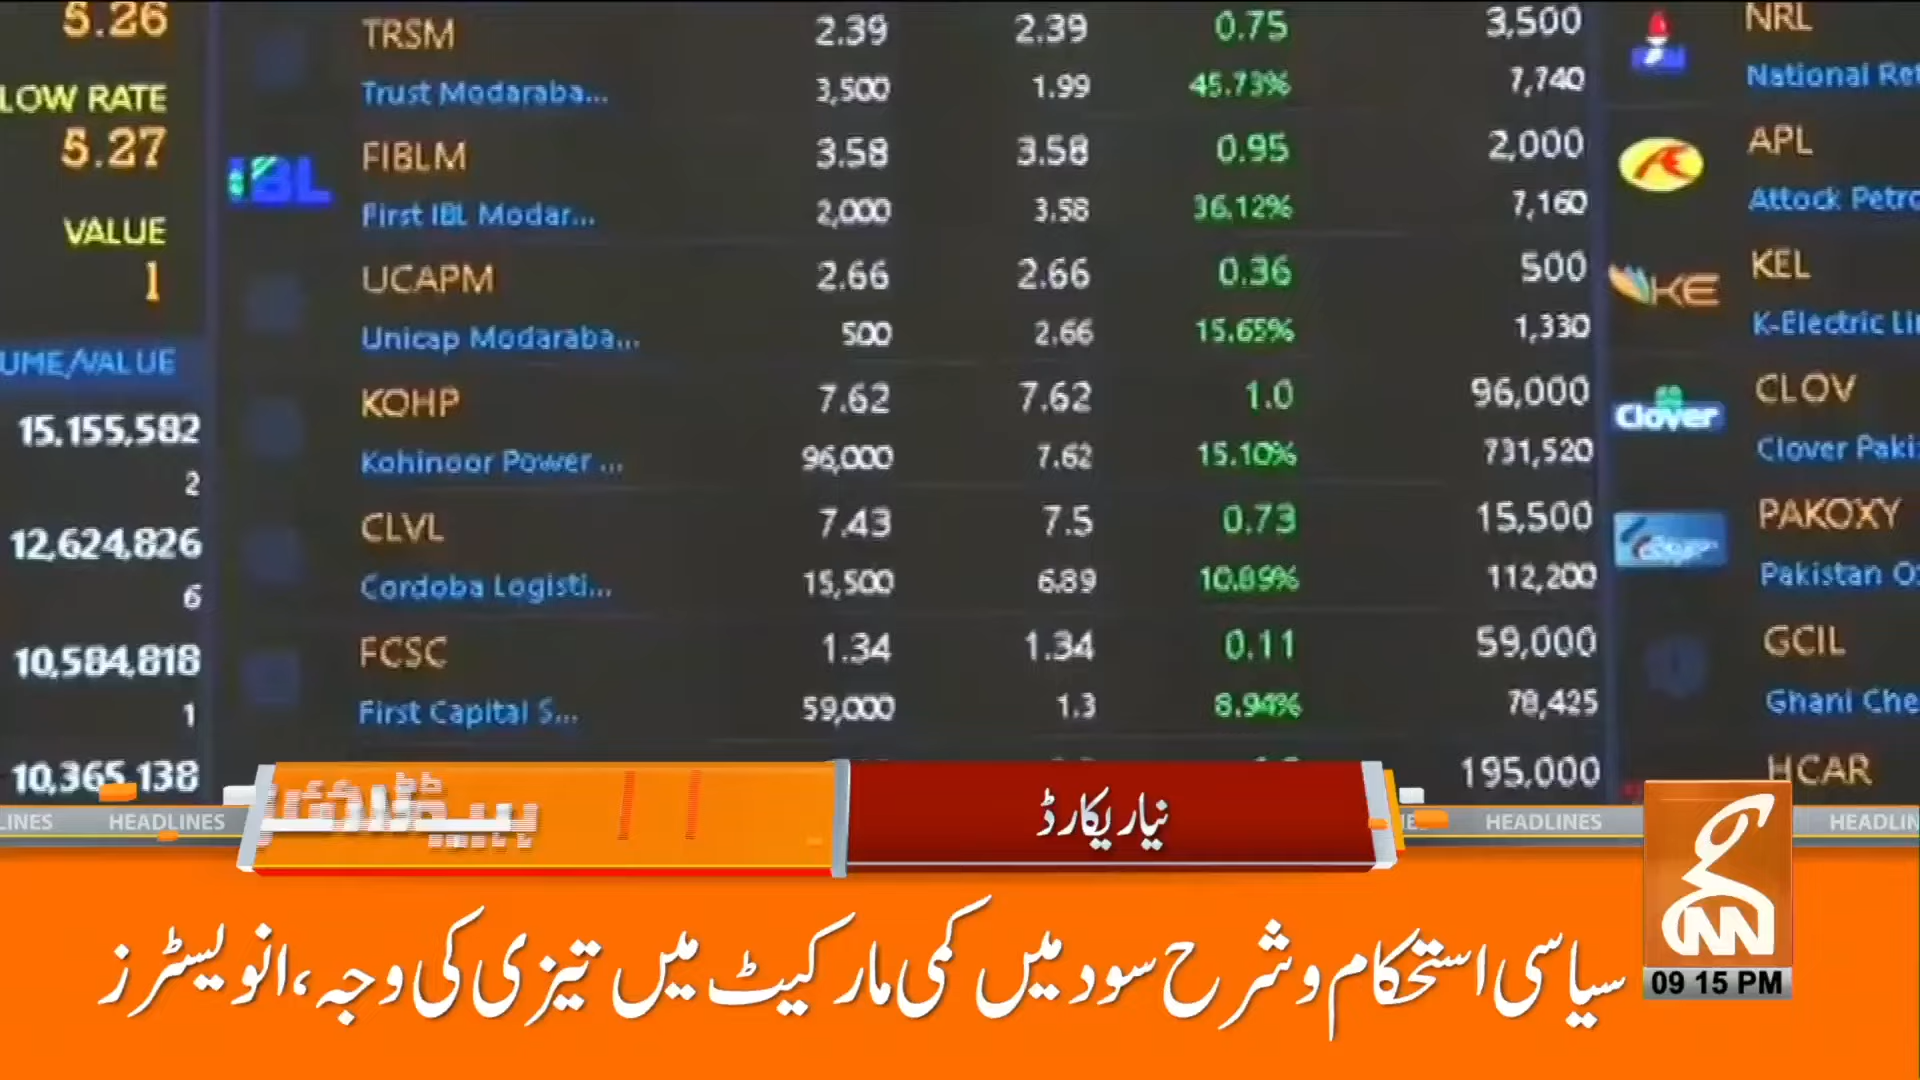 5.26
LOW RATE
5.27
VALUE
1
UME/VALUE
15,155,582
2
12,624,826
6
10,584,818
1
10,365,138
IBL
TRSM 2.39 2.39 0.75 3,500
Trust Modaraba... 3,500 1.99 45.73% 7,740
FIBLM 3.58 3.58 0.95 2,000
First IBL Modar... 2,000 3.58 36.12% 7,160
UCAPM 2.66 2.66 0.36 500
Unicap Modaraba... 500 2.66 15.65% 1,330
KOHP 7.62 7.62 1.0 96,000
Kohinoor Power ... 96,000 7.62 15.10% 731,520
CLVL 7.43 7.5 0.73 15,500
Cordoba Logisti... 15,500 6.89 10.89% 112,200
FCSC 1.34 1.34 0.11 59,000
First Capital S... 59,000 1.3 8.94% 78,425
195,000
NRL
National Ref
APL
Attock Petro
KE
KEL
K-Electric Li
Clover
CLOV
Clover Paki
PAKOXY
Pakistan Ox
GCIL
Ghani Che
HCAR
LINES HEADLINES
HEADLINES HEADLIN
ہیڈلائنز
نیا ریکارڈ
سیاسی استحکام و شرح سود میں کمی مارکیٹ میں تیزی کی وجہ، انویسٹرز
GNN
09 15 PM